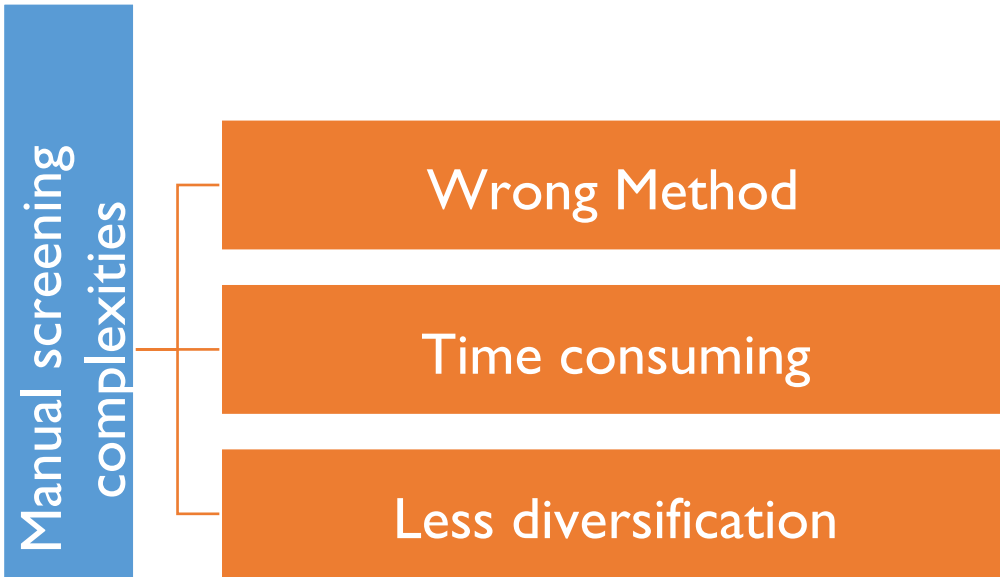 Manual screening
complexities
Wrong Method
Time consuming
Less diversification